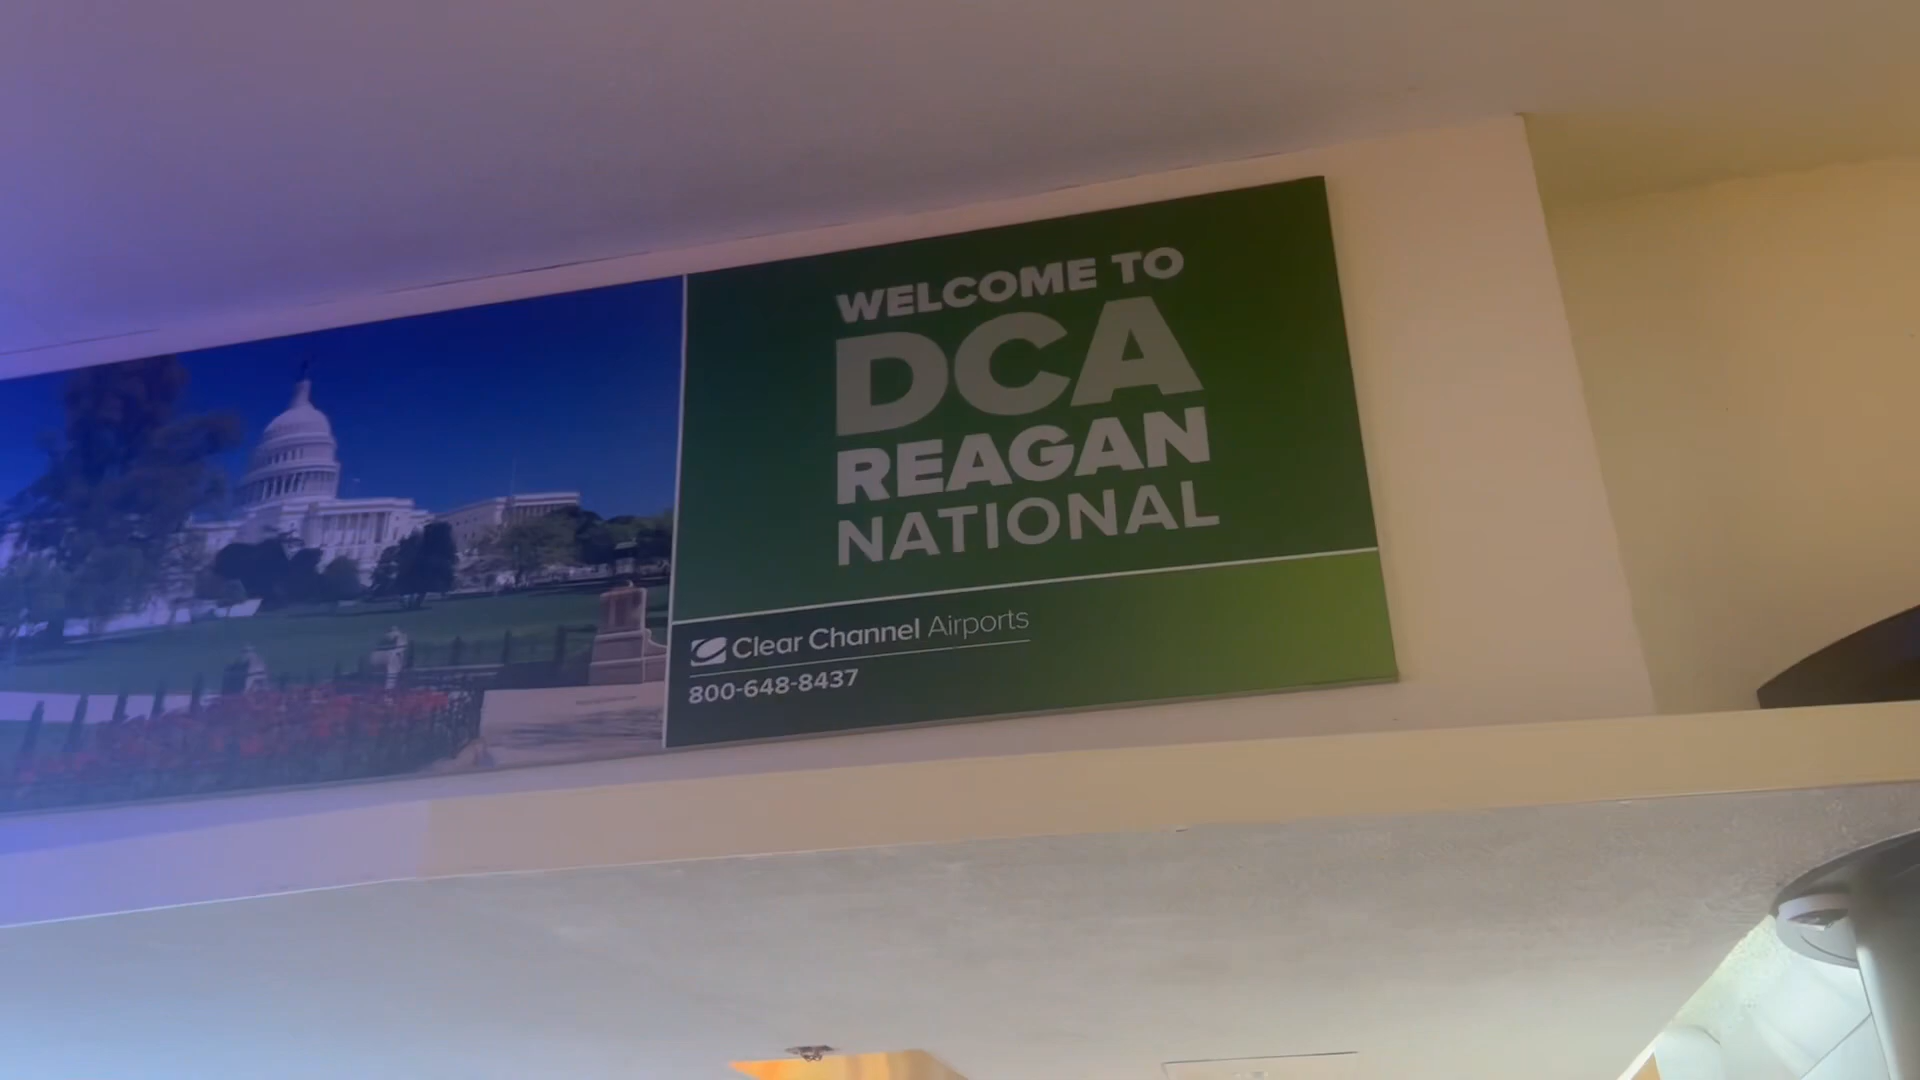 WELCOME TO
DCA
REAGAN
NATIONAL
Clear Channel Airports
800-648-8437